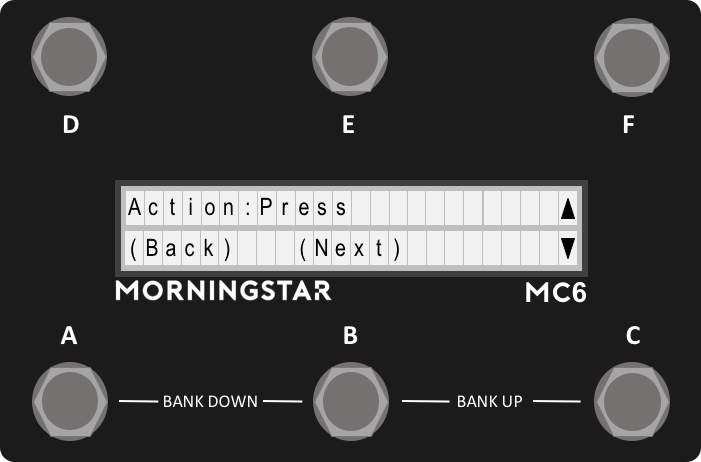 D E F
Action:Press ▲
(Back) (Next) ▼
MORNINGSTAR MC6
A B C
BANK DOWN BANK UP